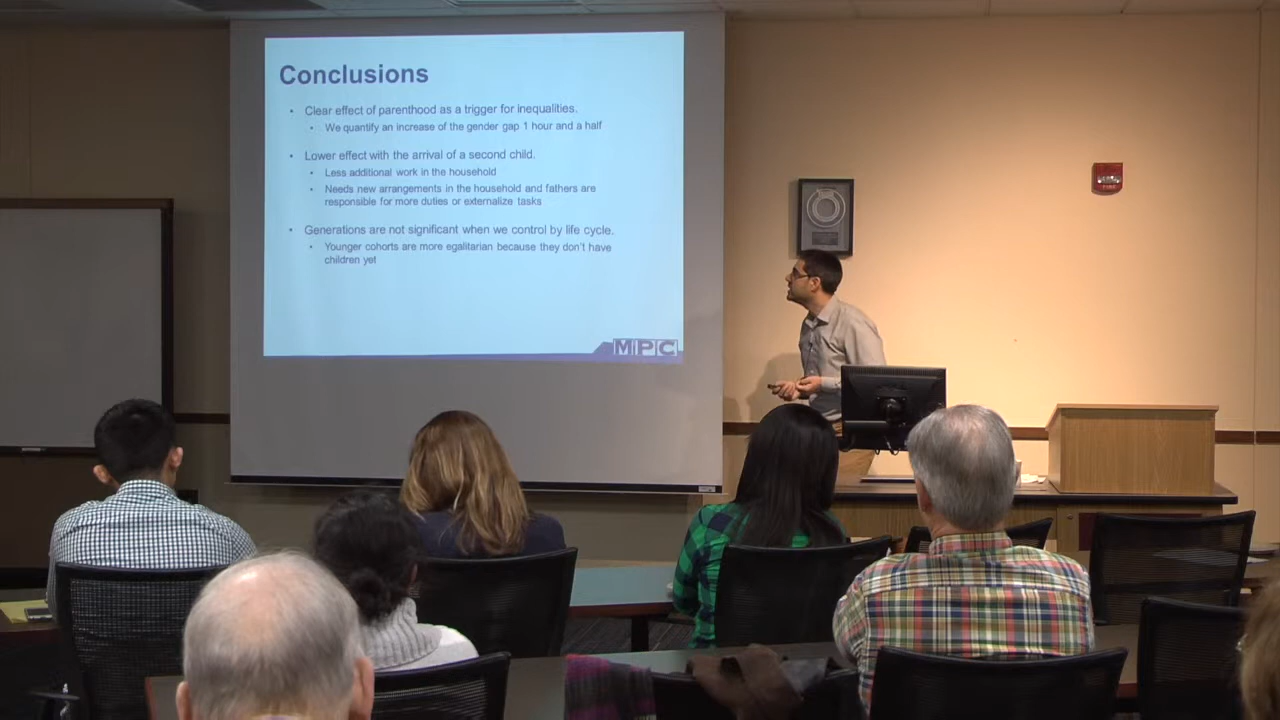 Conclusions
• Clear effect of parenthood as a trigger for inequalities.
• We quantify an increase of the gender gap 1 hour and a half
• Lower effect with the arrival of a second child.
• Less additional work in the household
• Needs new arrangements in the household and fathers are
responsible for more duties or externalize tasks
• Generations are not significant when we control by life cycle.
• Younger cohorts are more egalitarian because they don't have
children yet
MPC
FIRE